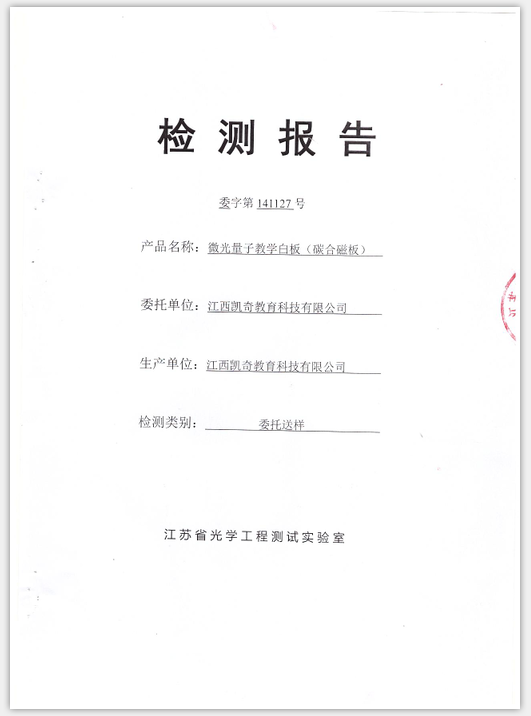 检测报告
委字第 141127 号
产品名称：微光量子教学白板（碳合磁板）
委托单位：江西凯奇教育科技有限公司
生产单位：江西凯奇教育科技有限公司
检测类别：委托送样
江苏省光学工程测试实验室